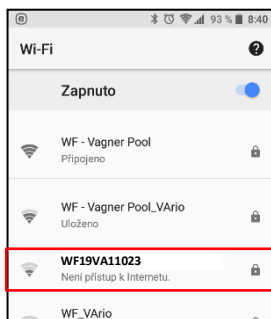 93 % 8:40
Wi-Fi
Zapnuto
WF - Vagner Pool
Připojeno
WF - Vagner Pool_VArio
Uloženo
WF19VA11023
Není přístup k Internetu.
WF_VArio